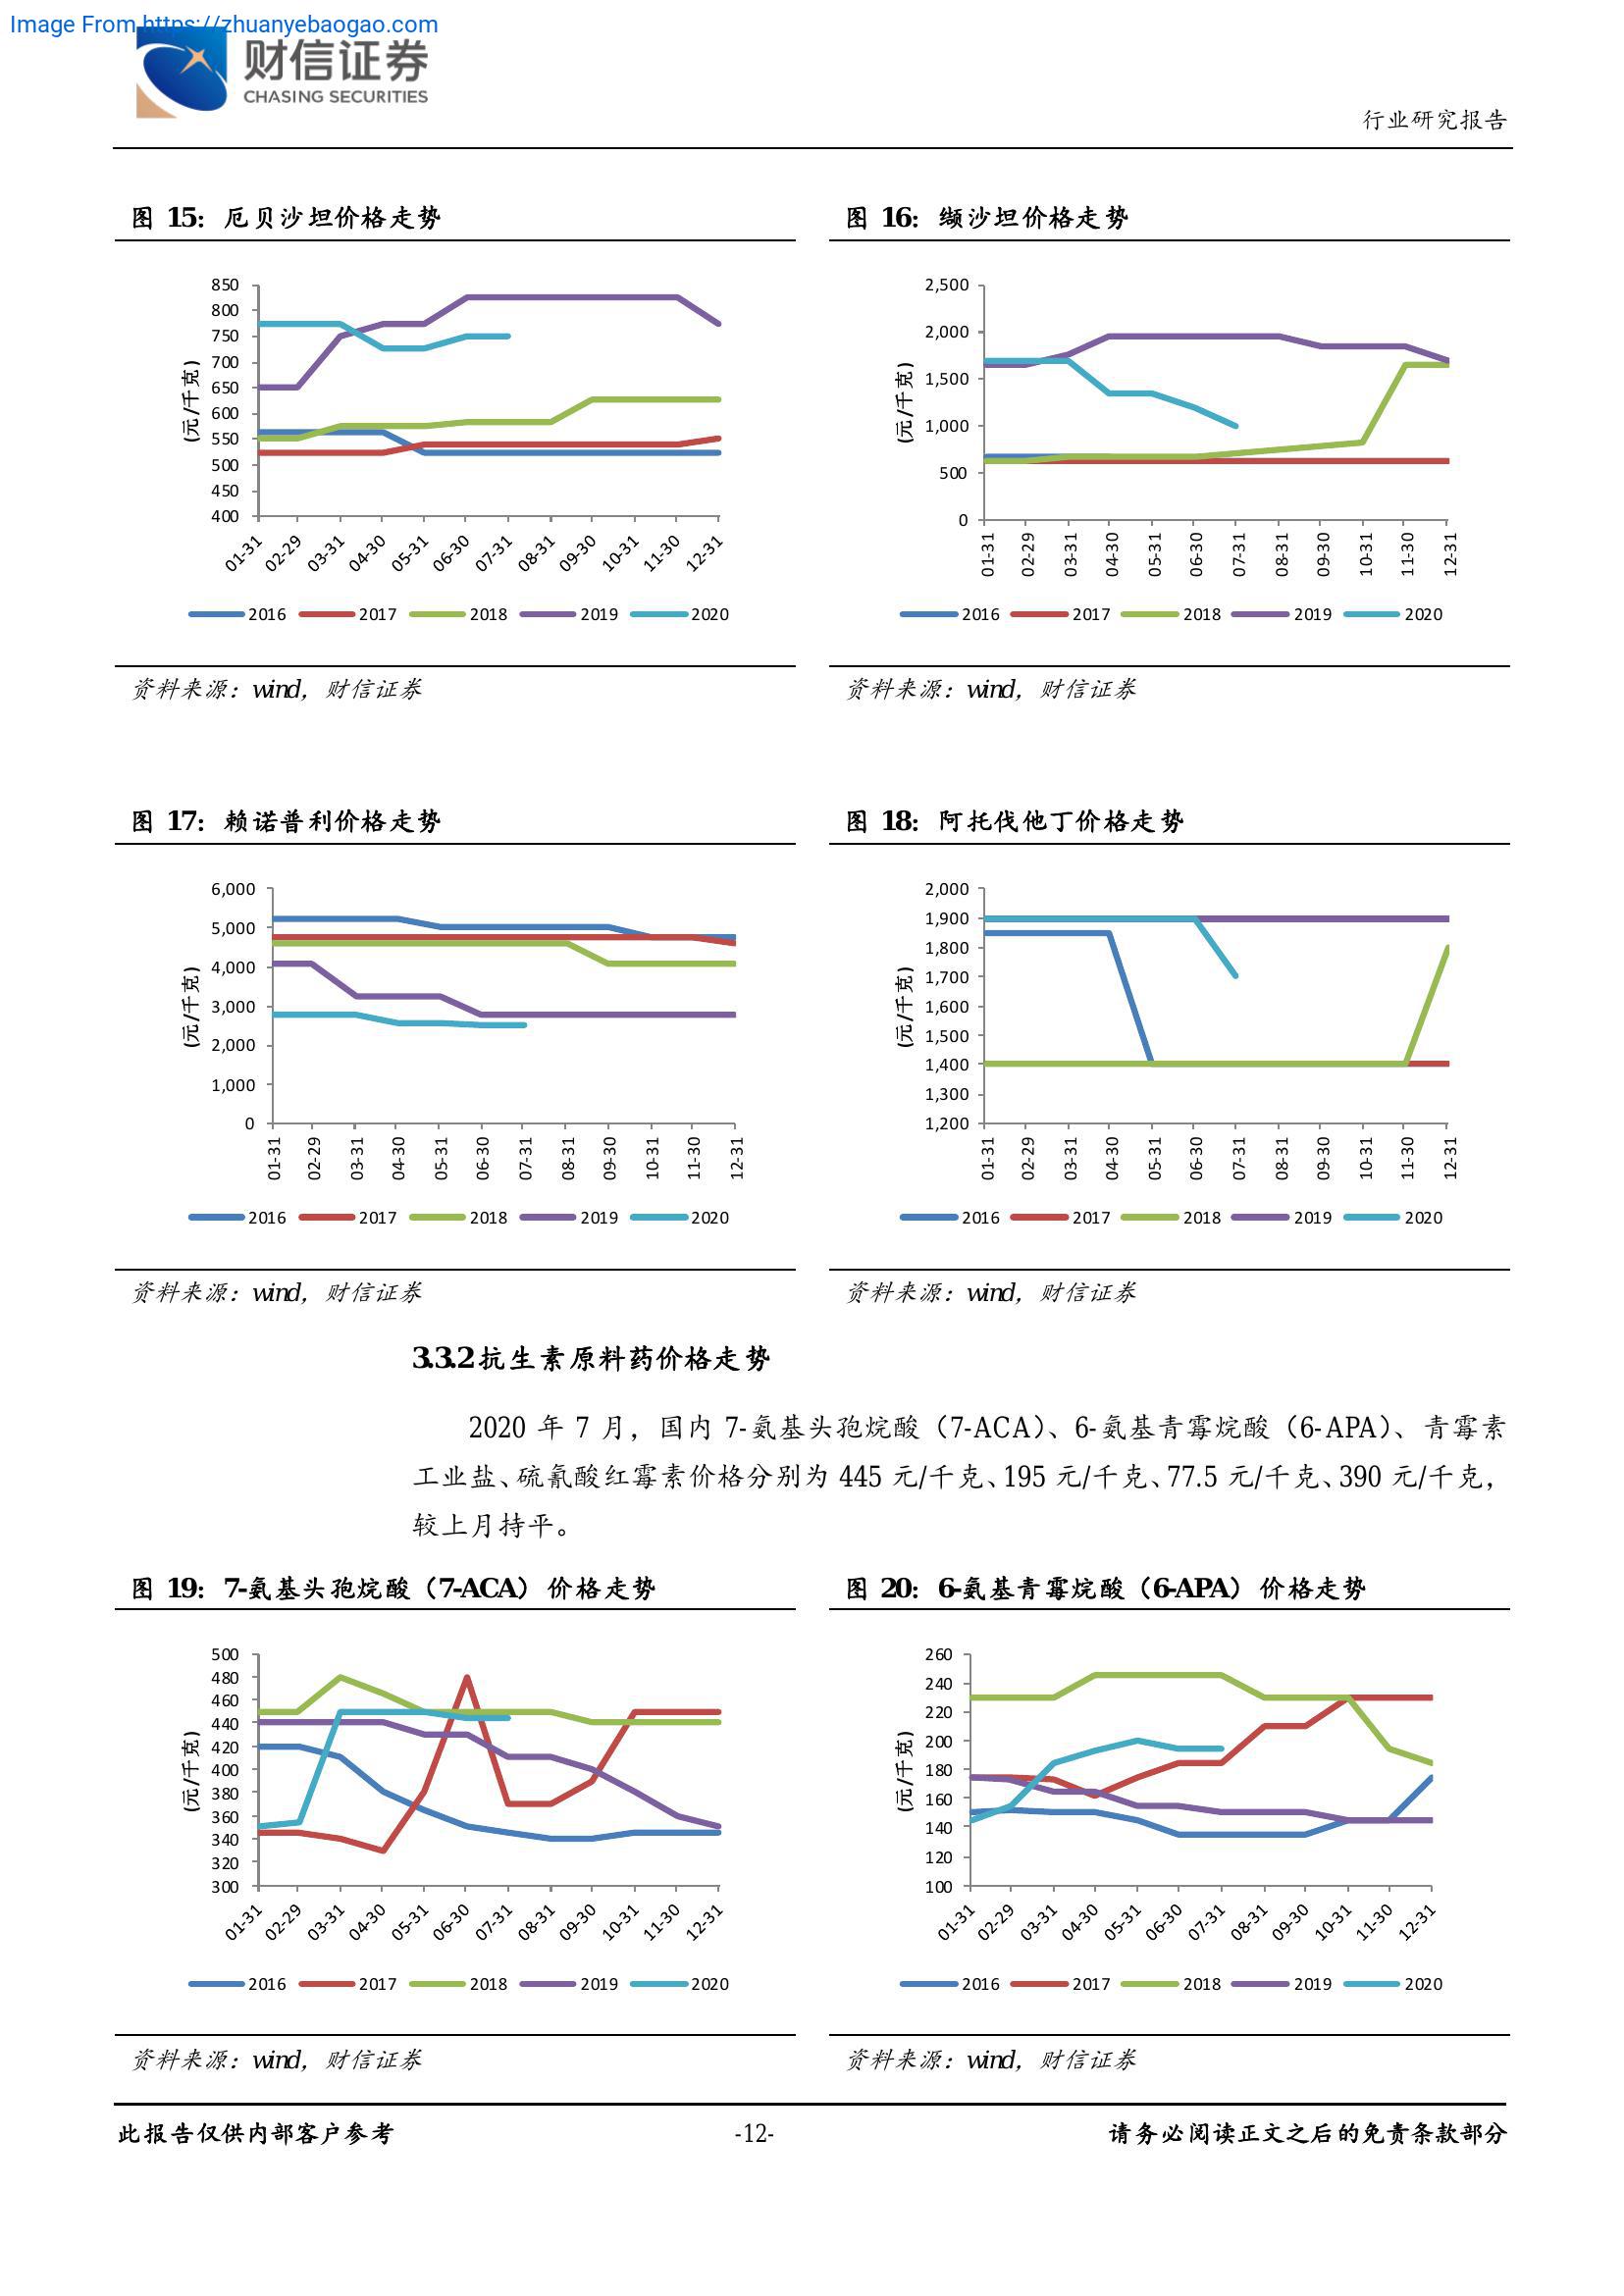 Image From https://zhuanyebaogao.com
财信证券
CHASING SECURITIES
行业研究报告
图 15：厄贝沙坦价格走势
850
800
750
700
650
600
550
500
450
400
(元/千克)
01-31 02-29 03-31 04-30 05-31 06-30 07-31 08-31 09-30 10-31 11-30 12-31
2016 2017 2018 2019 2020
资料来源：wind，财信证券
图 16：缬沙坦价格走势
2,500
2,000
1,500
1,000
500
0
(元/千克)
01-31 02-29 03-31 04-30 05-31 06-30 07-31 08-31 09-30 10-31 11-30 12-31
2016 2017 2018 2019 2020
资料来源：wind，财信证券
图 17：赖诺普利价格走势
6,000
5,000
4,000
3,000
2,000
1,000
0
(元/千克)
01-31 02-29 03-31 04-30 05-31 06-30 07-31 08-31 09-30 10-31 11-30 12-31
2016 2017 2018 2019 2020
资料来源：wind，财信证券
图 18：阿托伐他丁价格走势
2,000
1,900
1,800
1,700
1,600
1,500
1,400
1,300
1,200
(元/千克)
01-31 02-29 03-31 04-30 05-31 06-30 07-31 08-31 09-30 10-31 11-30 12-31
2016 2017 2018 2019 2020
资料来源：wind，财信证券
3.3.2 抗生素原料药价格走势
2020 年 7 月，国内 7-氨基头孢烷酸（7-ACA）、6-氨基青霉烷酸（6-APA）、青霉素
工业盐、硫氰酸红霉素价格分别为 445 元/千克、195 元/千克、77.5 元/千克、390 元/千克，
较上月持平。
图 19：7-氨基头孢烷酸（7-ACA）价格走势
500
480
460
440
420
400
380
360
340
320
300
(元/千克)
01-31 02-29 03-31 04-30 05-31 06-30 07-31 08-31 09-30 10-31 11-30 12-31
2016 2017 2018 2019 2020
资料来源：wind，财信证券
图 20：6-氨基青霉烷酸（6-APA）价格走势
260
240
220
200
180
160
140
120
100
(元/千克)
01-31 02-29 03-31 04-30 05-31 06-30 07-31 08-31 09-30 10-31 11-30 12-31
2016 2017 2018 2019 2020
资料来源：wind，财信证券
此报告仅供内部客户参考
-12-
请务必阅读正文之后的免责条款部分